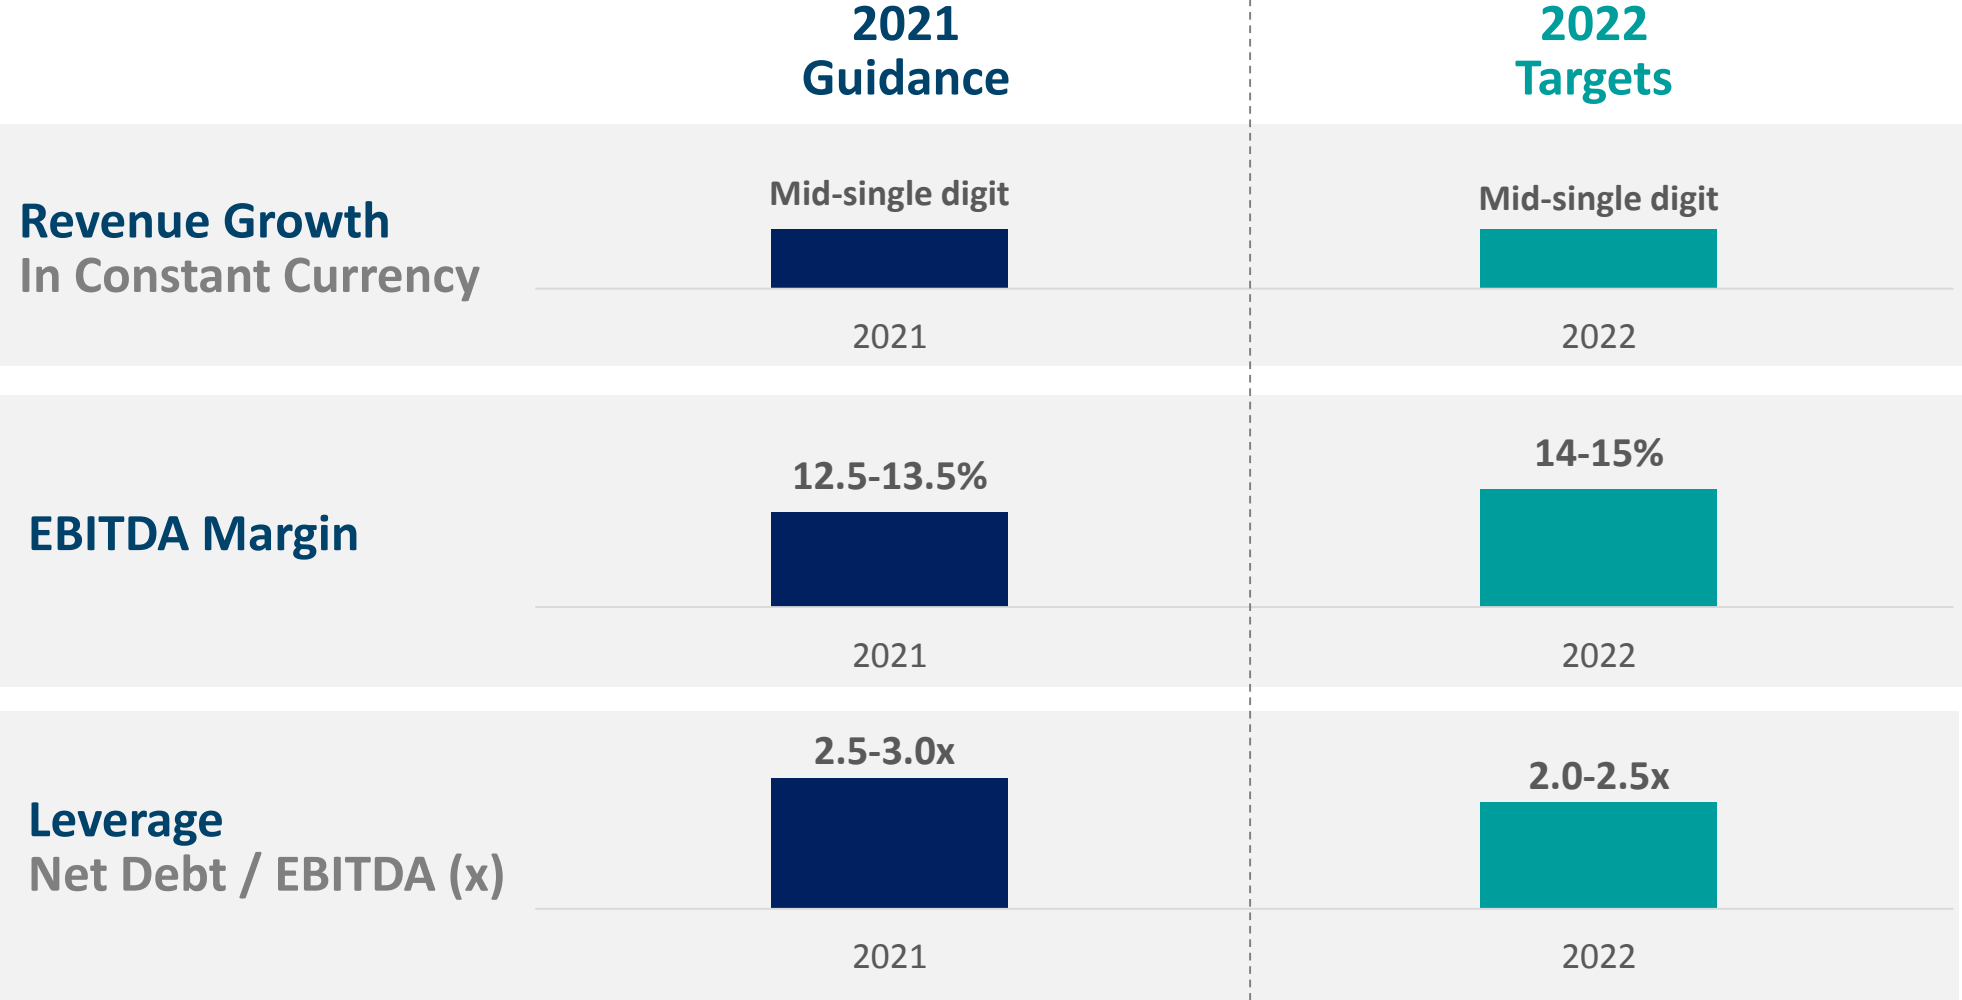 2021
Guidance
2022
Targets
Revenue Growth
In Constant Currency
Mid-single digit
2021
Mid-single digit
2022
EBITDA Margin
12.5-13.5%
2021
14-15%
2022
Leverage
Net Debt / EBITDA (x)
2.5-3.0x
2021
2.0-2.5x
2022